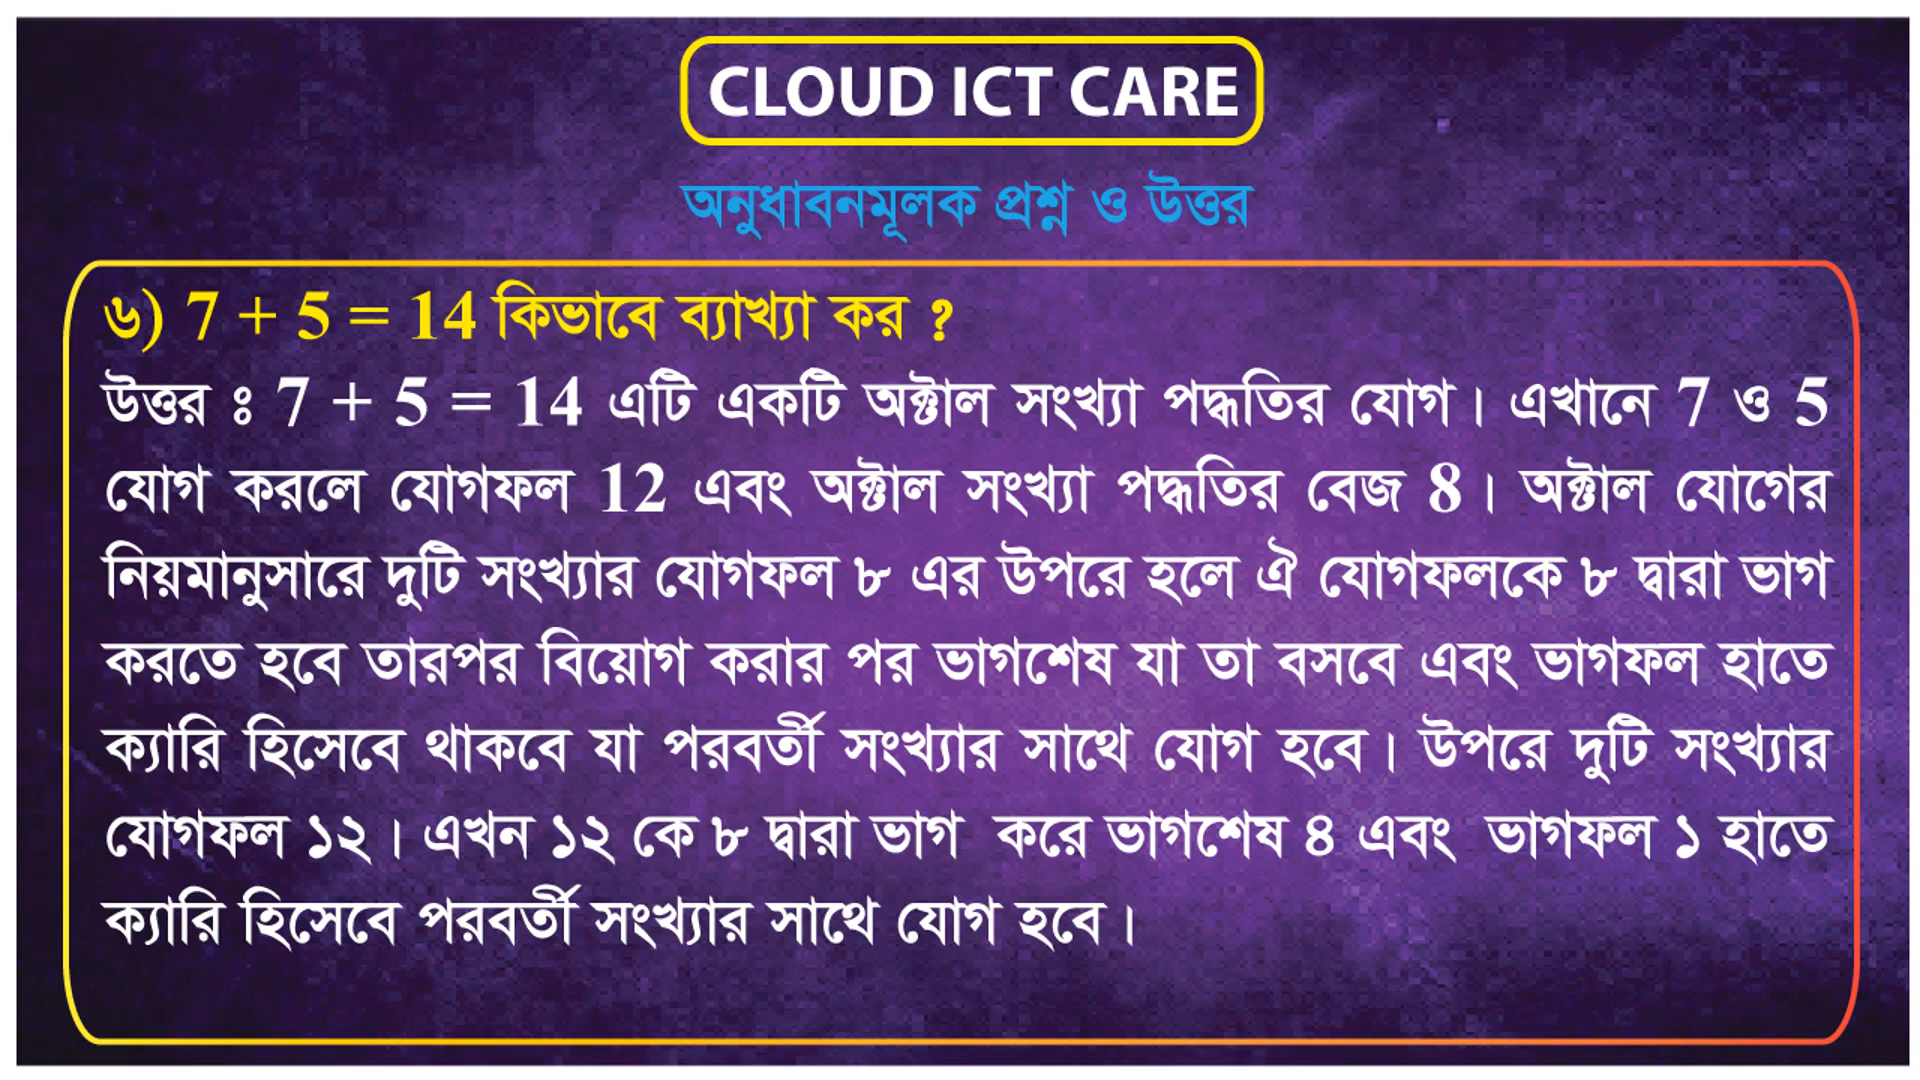 CLOUD ICT CARE
অনুধাবনমূলক প্রশ্ন ও উত্তর
৬) 7 + 5 = 14 কিভাবে ব্যাখ্যা কর ?
উত্তর ঃ 7 + 5 = 14 এটি একটি অক্টাল সংখ্যা পদ্ধতির যোগ। এখানে 7 ও 5
যোগ করলে যোগফল 12 এবং অক্টাল সংখ্যা পদ্ধতির বেজ 8। অক্টাল যোগের
নিয়মানুসারে দুটি সংখ্যার যোগফল ৮ এর উপরে হলে ঐ যোগফলকে ৮ দ্বারা ভাগ
করতে হবে তারপর বিয়োগ করার পর ভাগশেষ যা তা বসবে এবং ভাগফল হাতে
ক্যারি হিসেবে থাকবে যা পরবর্তী সংখ্যার সাথে যোগ হবে। উপরে দুটি সংখ্যার
যোগফল ১২। এখন ১২ কে ৮ দ্বারা ভাগ করে ভাগশেষ ৪ এবং ভাগফল ১ হাতে
ক্যারি হিসেবে পরবর্তী সংখ্যার সাথে যোগ হবে।